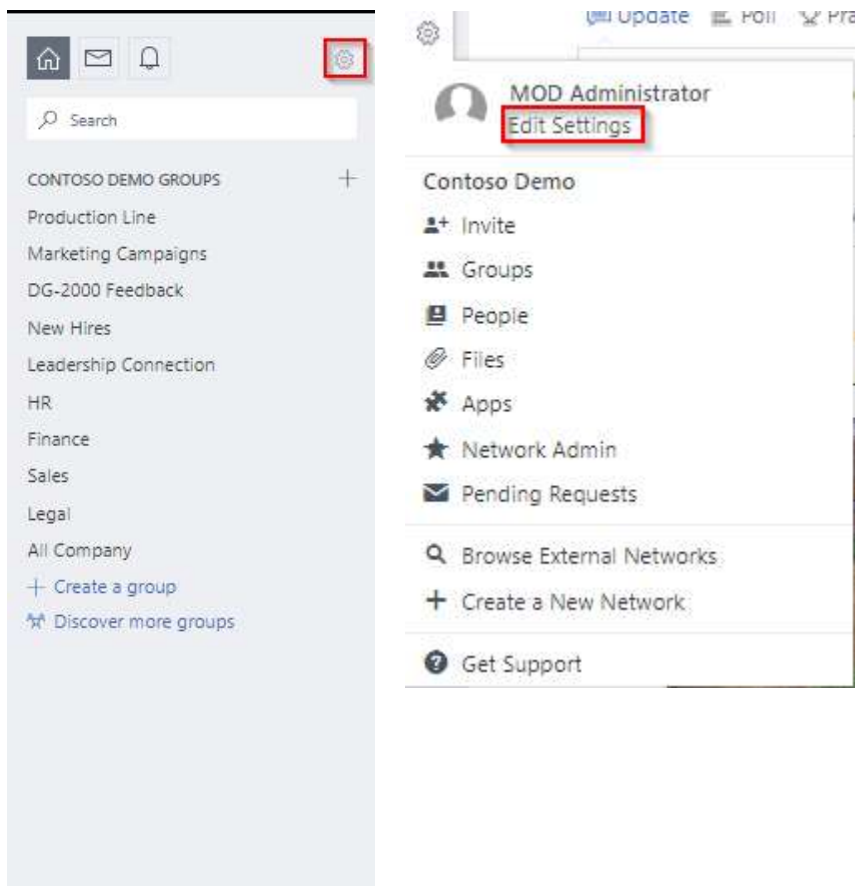 Search
CONTOSO DEMO GROUPS
Production Line
Marketing Campaigns
DG-2000 Feedback
New Hires
Leadership Connection
HR
Finance
Sales
Legal
All Company
Create a group
Discover more groups
Update Poll Pra
MOD Administrator
Edit Settings
Contoso Demo
Invite
Groups
People
Files
Apps
Network Admin
Pending Requests
Browse External Networks
Create a New Network
Get Support